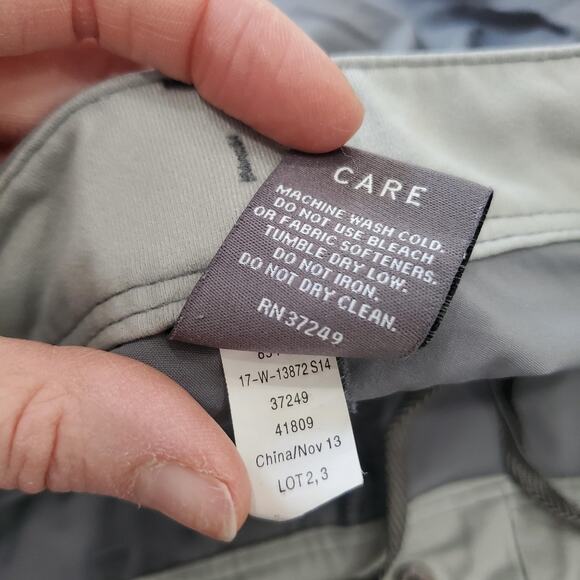 CARE
MACHINE WASH COLD.
DO NOT USE BLEACH
OR FABRIC SOFTENERS.
TUMBLE DRY LOW.
DO NOT IRON.
DO NOT DRY CLEAN.
RN 37249
17-W-13872 S14
37249
41809
China/Nov 13
LOT 2, 3